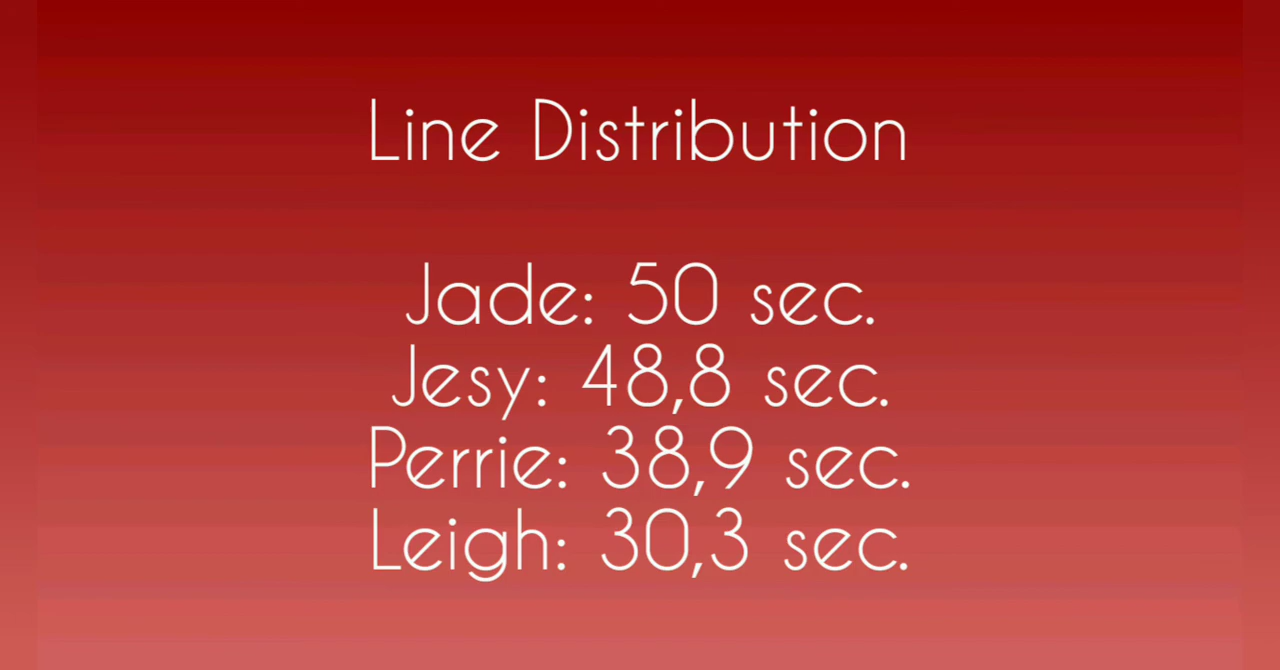 Line Distribution
Jade: 50 sec.
Jesy: 48,8 sec.
Perrie: 38,9 sec.
Leigh: 30,3 sec.